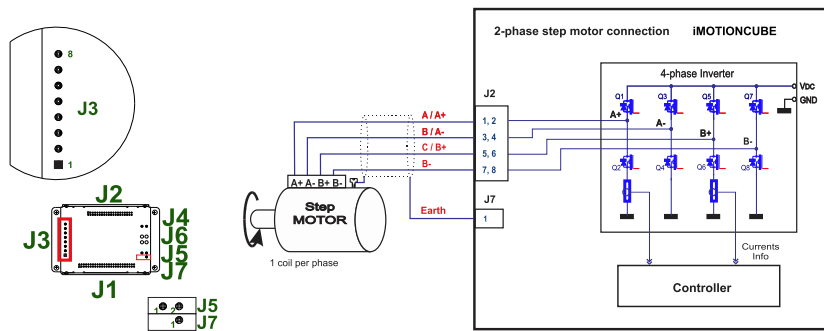 8
J3
1
J2
J4
J3
J6
J5
J7
J1
1 2 J5
1 J7
2-phase step motor connection iMOTIONCUBE
4-phase Inverter
VDC
GND
Q1 Q3 Q5 Q7
A+
A-
B+
B-
Q2 Q4 Q6 Q8
J2
A / A+ 1, 2
B / A- 3, 4
C / B+ 5, 6
B- 7, 8
J7
Earth 1
A+ A- B+ B-
Step
MOTOR
1 coil per phase
Currents
Info
Controller